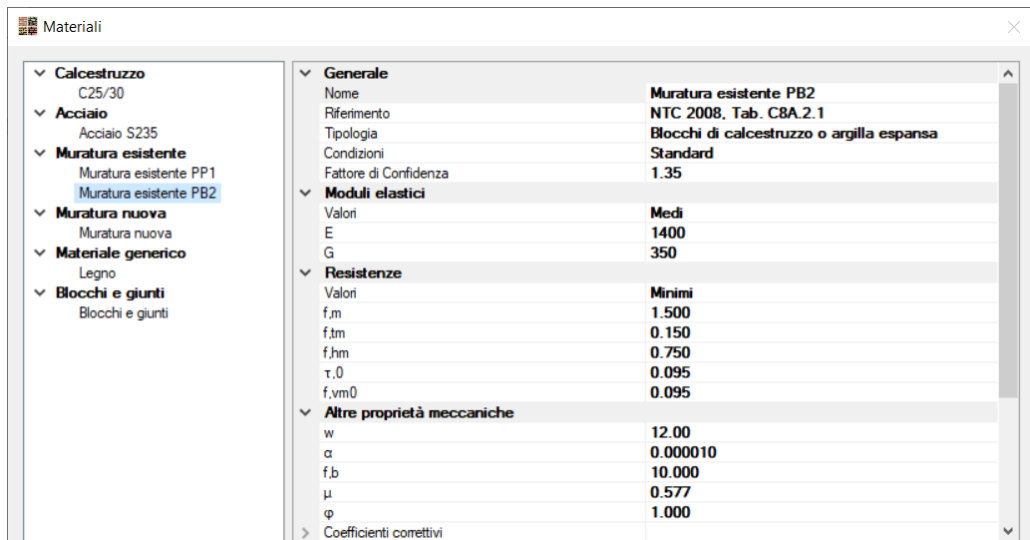 Materiali
Calcestruzzo
C25/30
Acciaio
Acciaio S235
Muratura esistente
Muratura esistente PP1
Muratura esistente PB2
Muratura nuova
Muratura nuova
Materiale generico
Legno
Blocchi e giunti
Blocchi e giunti
Generale
Nome Muratura esistente PB2
Riferimento NTC 2008, Tab. C8A.2.1
Tipologia Blocchi di calcestruzzo o argilla espansa
Condizioni Standard
Fattore di Confidenza 1.35
Moduli elastici
Valori Medi
E 1400
G 350
Resistenze
Valori Minimi
f,m 1.500
f,tm 0.150
f,hm 0.750
τ,0 0.095
f,vm0 0.095
Altre proprietà meccaniche
w 12.00
α 0.000010
f,b 10.000
μ 0.577
φ 1.000
Coefficienti correttivi